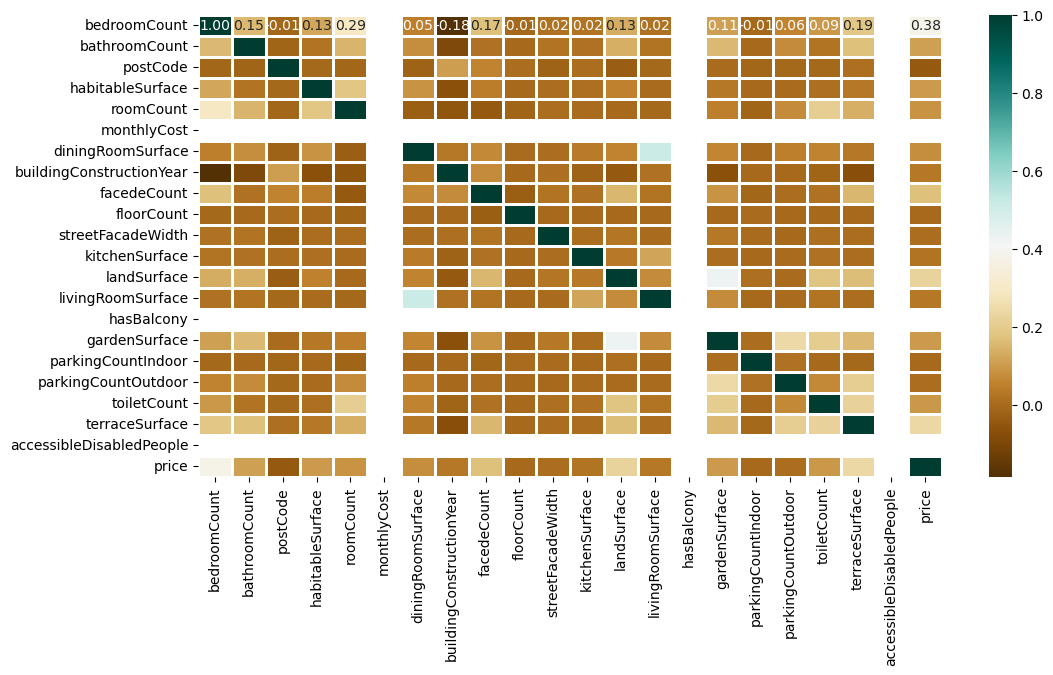 bedroomCount 1.00 0.15 -0.01 0.13 0.29 0.05 -0.18 0.17 -0.01 0.02 0.02 0.13 0.02 0.11 -0.01 0.06 0.09 0.19 0.38
bathroomCount
postCode
habitableSurface
roomCount
monthlyCost
diningRoomSurface
buildingConstructionYear
facedeCount
floorCount
streetFacadeWidth
kitchenSurface
landSurface
livingRoomSurface
hasBalcony
gardenSurface
parkingCountIndoor
parkingCountOutdoor
toiletCount
terraceSurface
accessibleDisabledPeople
price
bedroomCount
bathroomCount
postCode
habitableSurface
roomCount
monthlyCost
diningRoomSurface
buildingConstructionYear
facedeCount
floorCount
streetFacadeWidth
kitchenSurface
landSurface
livingRoomSurface
hasBalcony
gardenSurface
parkingCountIndoor
parkingCountOutdoor
toiletCount
terraceSurface
accessibleDisabledPeople
price
1.0
0.8
0.6
0.4
0.2
0.0